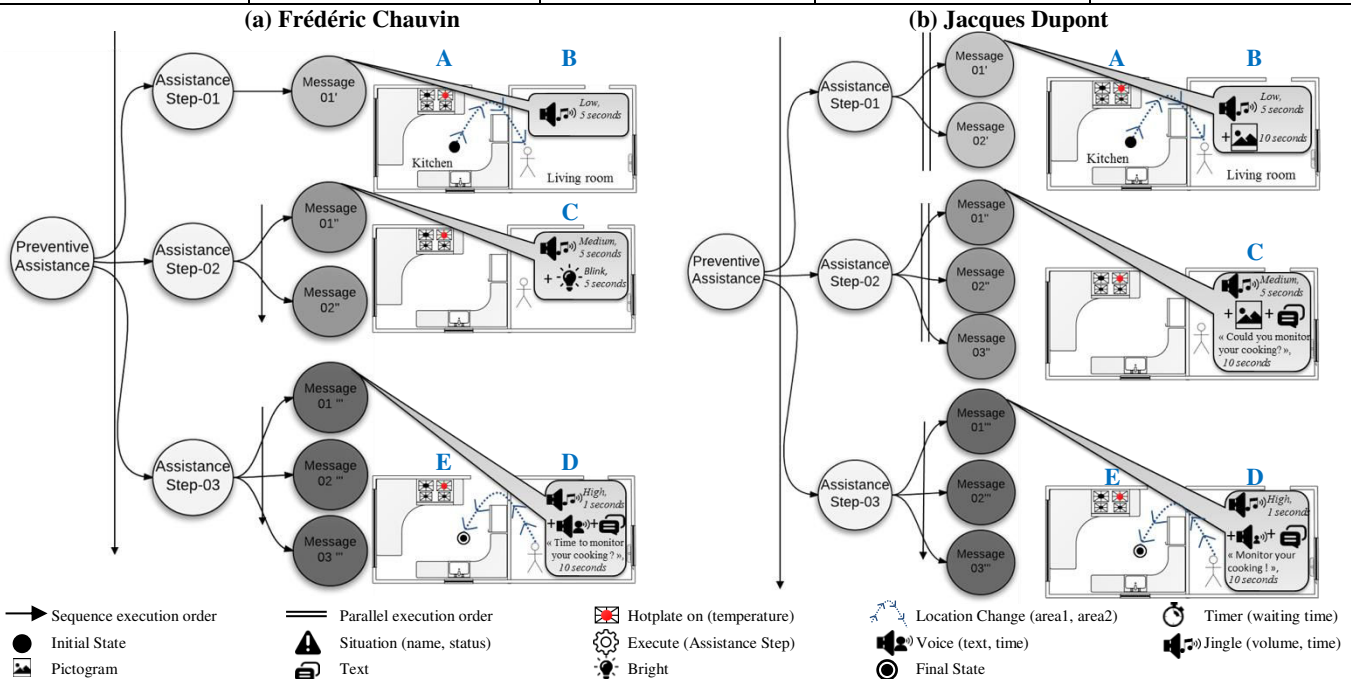 (a) Frédéric Chauvin
(b) Jacques Dupont
Preventive
Assistance
Assistance
Step-01
Message
01'
A
B
Low,
5 seconds
Kitchen
Living room
Assistance
Step-02
Message
01"
Message
02"
C
Medium,
5 seconds
+
Blink,
5 seconds
Assistance
Step-03
Message
01 '"
Message
02 '"
Message
03 '"
E
D
High,
1 seconds
+ +
« Time to monitor
your cooking ? »,
10 seconds
Preventive
Assistance
Assistance
Step-01
Message
01'
Message
02'
A
B
Low,
5 seconds
+ 10 seconds
Kitchen
Living room
Assistance
Step-02
Message
01"
Message
02"
Message
03"
C
Medium,
5 seconds
+ +
« Could you monitor
your cooking? »,
10 seconds
Assistance
Step-03
Message
01'"
Message
02'"
Message
03'"
E
D
High,
1 seconds
+ +
« Monitor your
cooking ! »,
10 seconds
Sequence execution order
Parallel execution order
Hotplate on (temperature)
Location Change (area1, area2)
Timer (waiting time)
Initial State
Situation (name, status)
Execute (Assistance Step)
Voice (text, time)
Jingle (volume, time)
Pictogram
Text
Bright
Final State